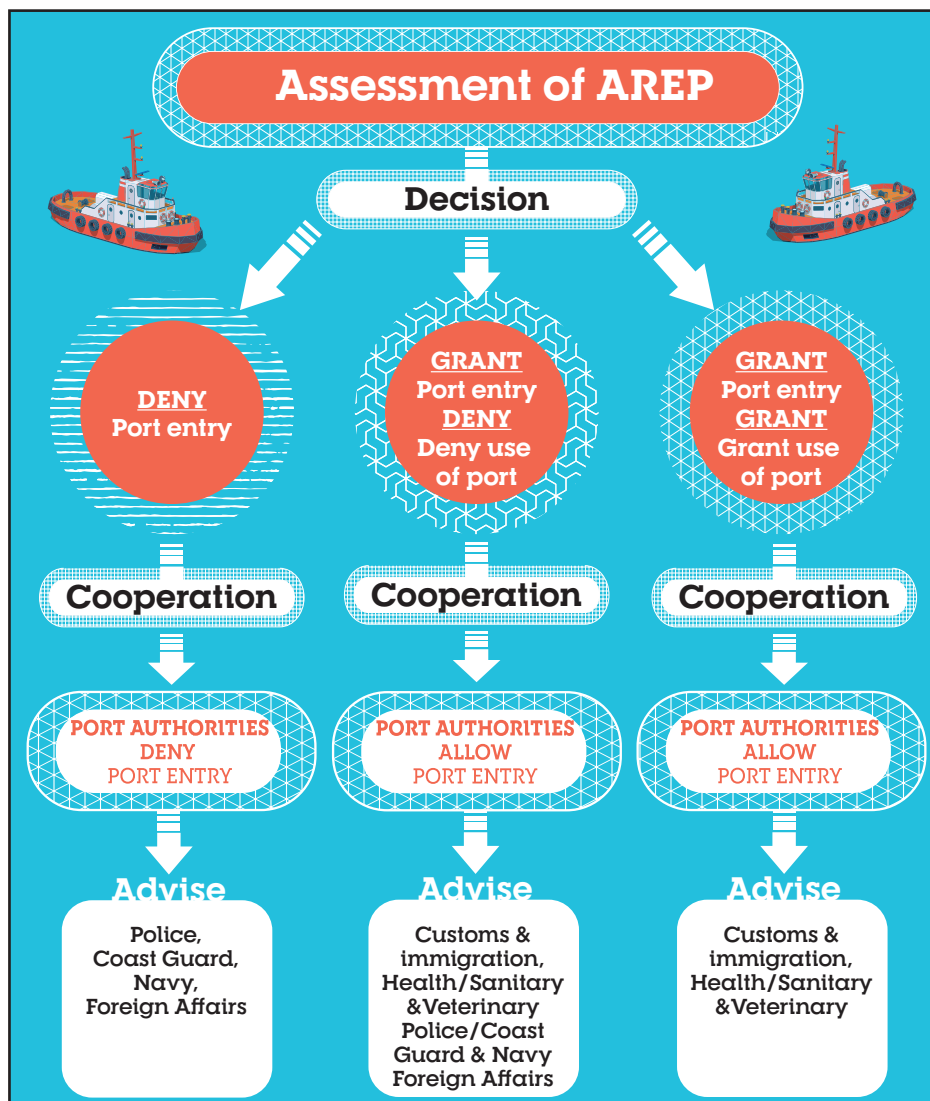 Assessment of AREP
Decision
DENY
Port entry
GRANT
Port entry
DENY
Deny use
of port
GRANT
Port entry
GRANT
Grant use
of port
Cooperation
Cooperation
Cooperation
PORT AUTHORITIES
DENY
PORT ENTRY
PORT AUTHORITIES
ALLOW
PORT ENTRY
PORT AUTHORITIES
ALLOW
PORT ENTRY
Advise
Police,
Coast Guard,
Navy,
Foreign Affairs
Advise
Customs &
immigration,
Health/Sanitary
&Veterinary
Police/Coast
Guard & Navy
Foreign Affairs
Advise
Customs &
immigration,
Health/Sanitary
&Veterinary